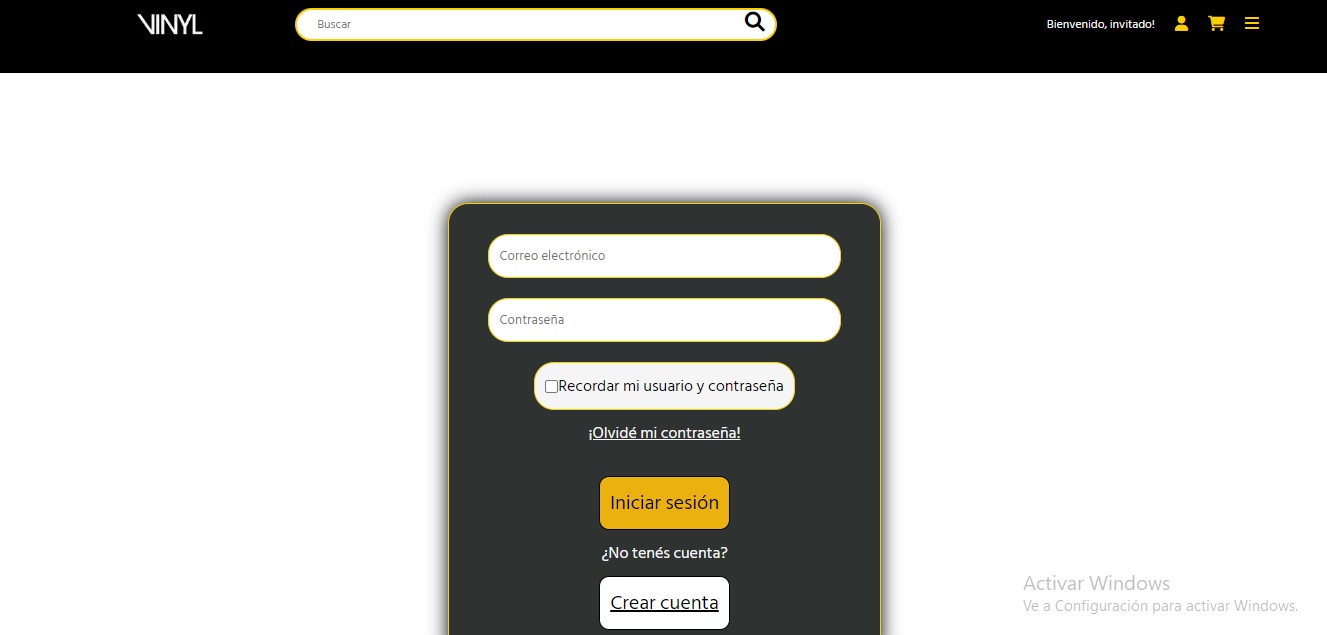 VINYL
Buscar
Bienvenido, invitado!
Correo electrónico
Contraseña
Recordar mi usuario y contraseña
¡Olvidé mi contraseña!
Iniciar sesión
¿No tenés cuenta?
Crear cuenta
Activar Windows
Ve a Configuración para activar Windows.